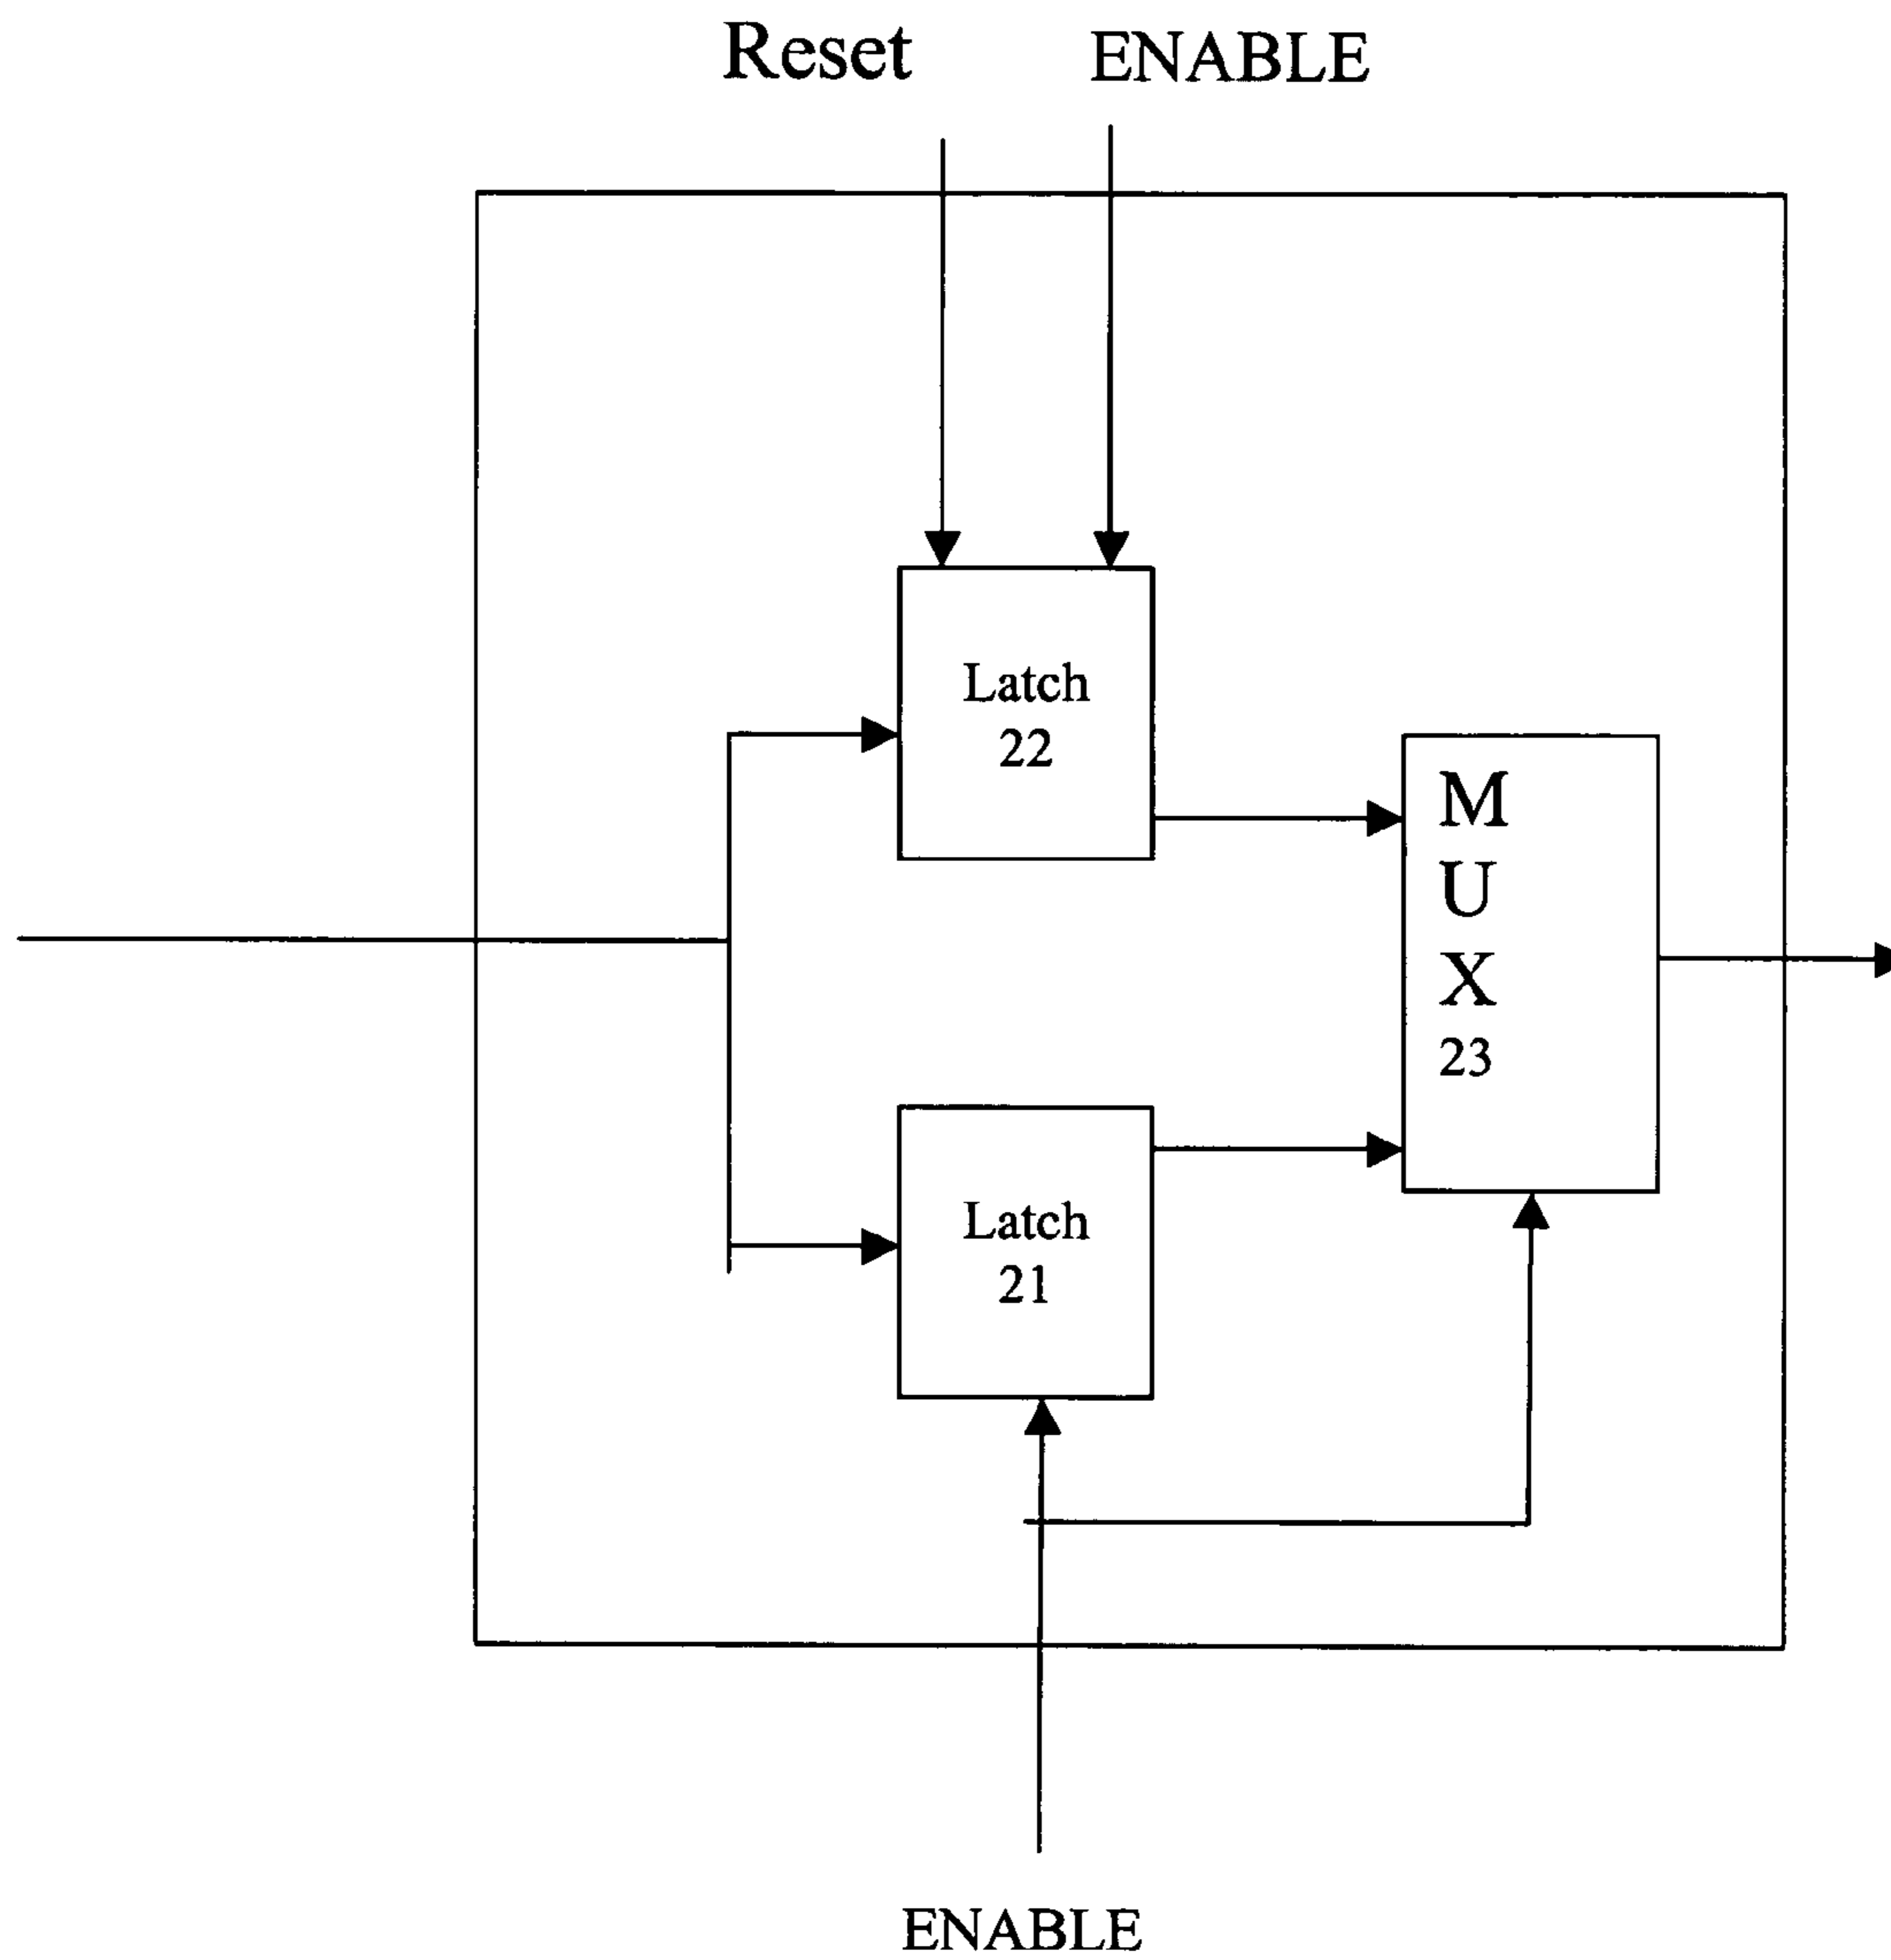 Reset
ENABLE
Latch
22
M
U
X
23
Latch
21
ENABLE